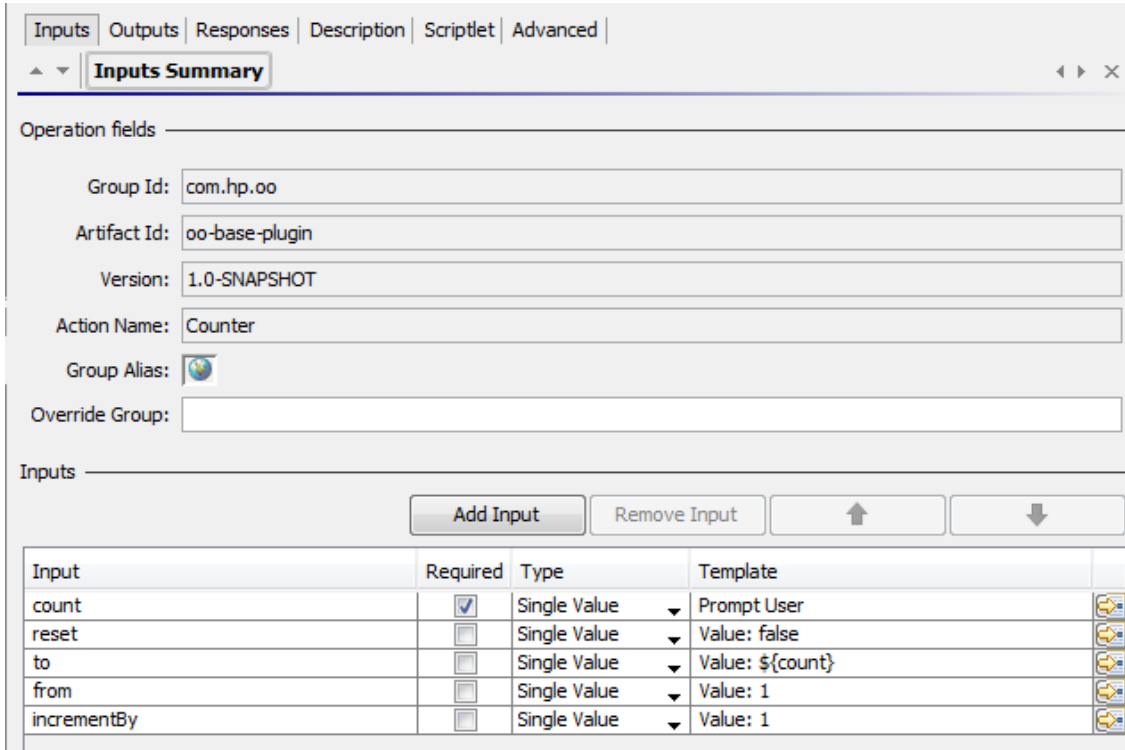 Inputs Outputs Responses Description Scriptlet Advanced
Inputs Summary
Operation fields
Group Id: com.hp.oo
Artifact Id: oo-base-plugin
Version: 1.0-SNAPSHOT
Action Name: Counter
Group Alias:
Override Group:
Inputs
Add Input Remove Input
Input Required Type Template
count Single Value Prompt User
reset Single Value Value: false
to Single Value Value: ${count}
from Single Value Value: 1
incrementBy Single Value Value: 1